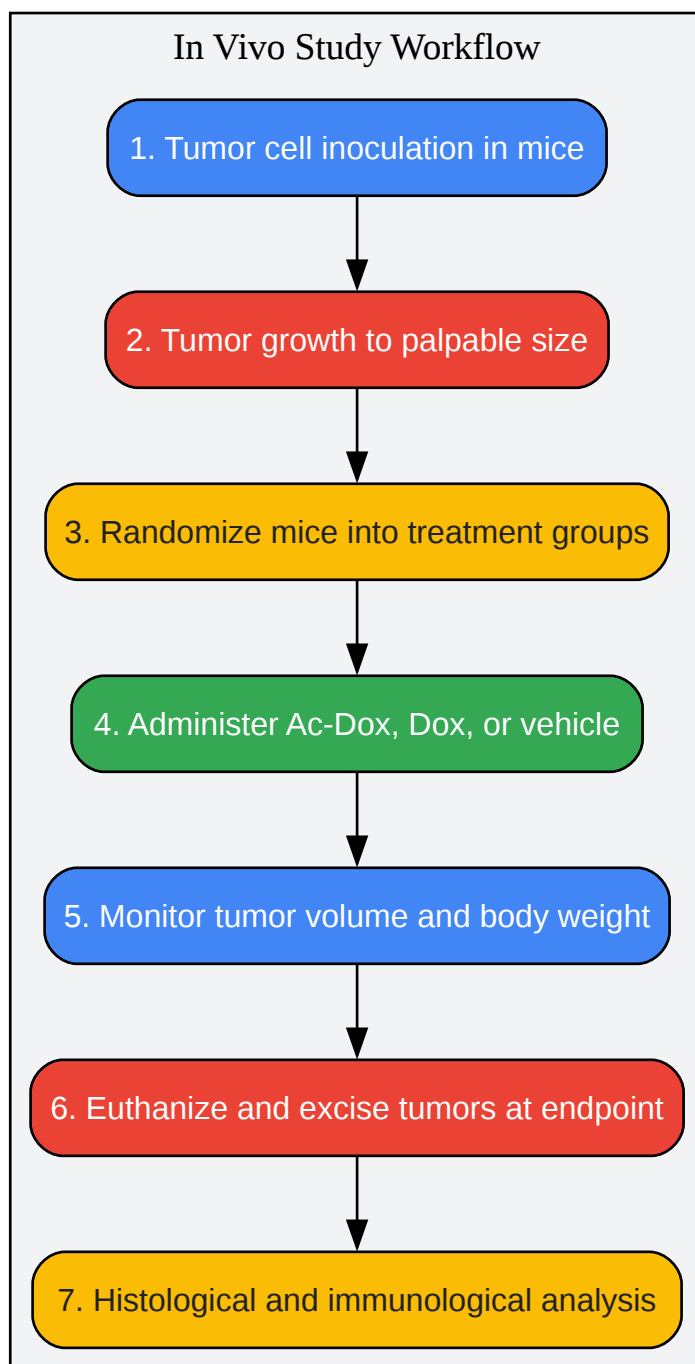 In Vivo Study Workflow
1. Tumor cell inoculation in mice
2. Tumor growth to palpable size
3. Randomize mice into treatment groups
4. Administer Ac-Dox, Dox, or vehicle
5. Monitor tumor volume and body weight
6. Euthanize and excise tumors at endpoint
7. Histological and immunological analysis